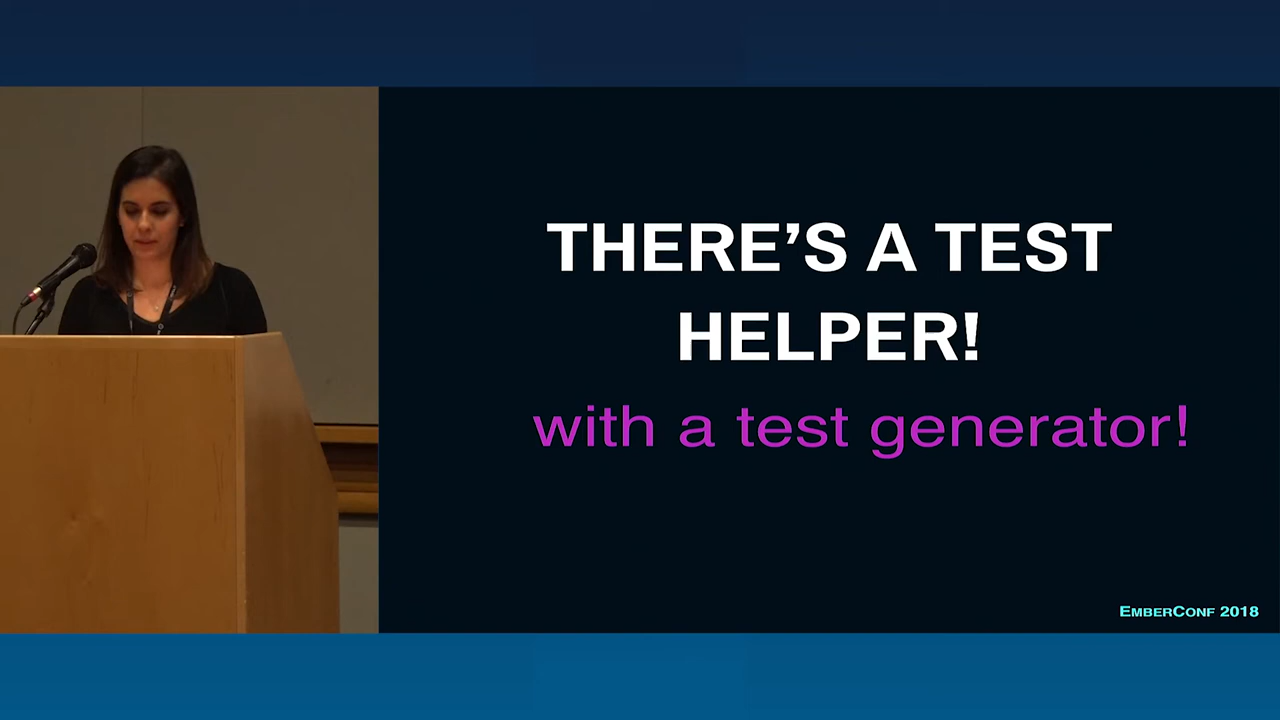 THERE’S A TEST
HELPER!
with a test generator!
EMBERCONF 2018